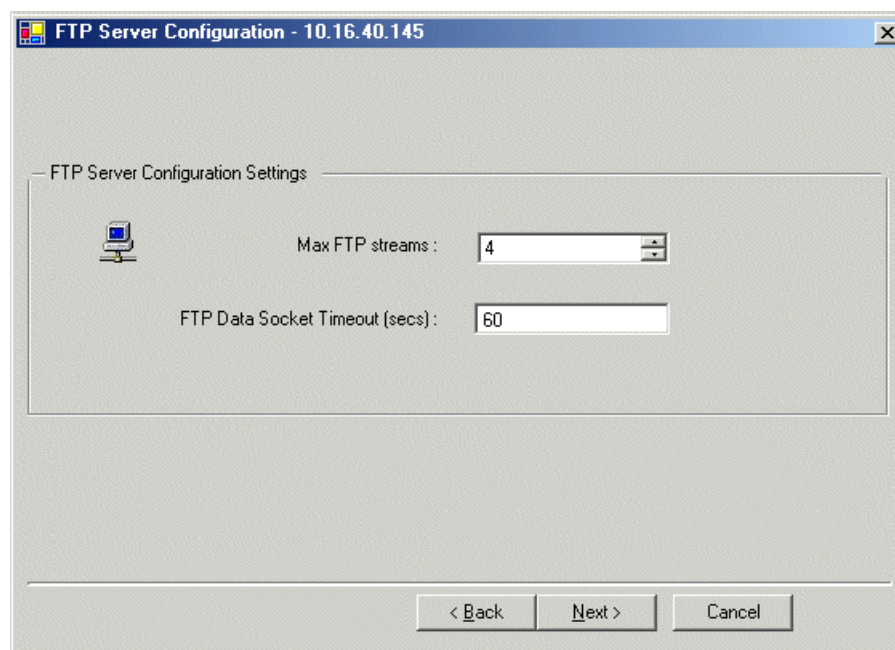 FTP Server Configuration - 10.16.40.145
FTP Server Configuration Settings
Max FTP streams : 4
FTP Data Socket Timeout (secs) : 60
< Back Next > Cancel